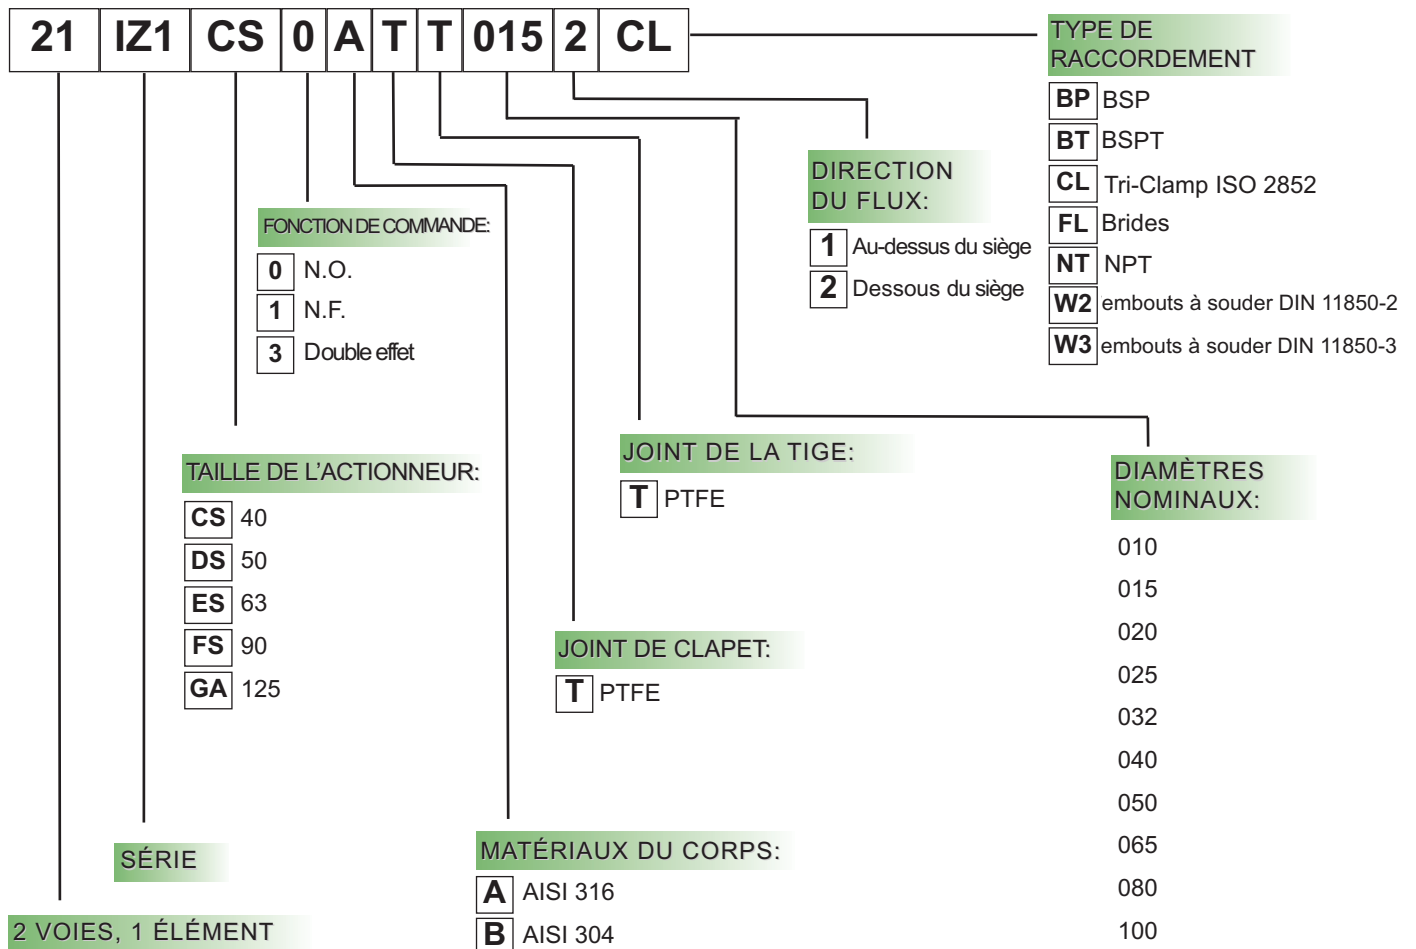 21 IZ1 CS 0 A T T 015 2 CL
TYPE DE
RACCORDEMENT
BP BSP
BT BSPT
CL Tri-Clamp ISO 2852
FL Brides
NT NPT
W2 embouts à souder DIN 11850-2
W3 embouts à souder DIN 11850-3
DIRECTION
DU FLUX:
1 Au-dessus du siège
2 Dessous du siège
FONCTION DE COMMANDE:
0 N.O.
1 N.F.
3 Double effet
TAILLE DE L’ACTIONNEUR:
CS 40
DS 50
ES 63
FS 90
GA 125
JOINT DE LA TIGE:
T PTFE
DIAMÈTRES
NOMINAUX:
010
015
020
025
032
040
050
065
080
100
JOINT DE CLAPET:
T PTFE
SÉRIE
MATÉRIAUX DU CORPS:
A AISI 316
B AISI 304
2 VOIES, 1 ÉLÉMENT